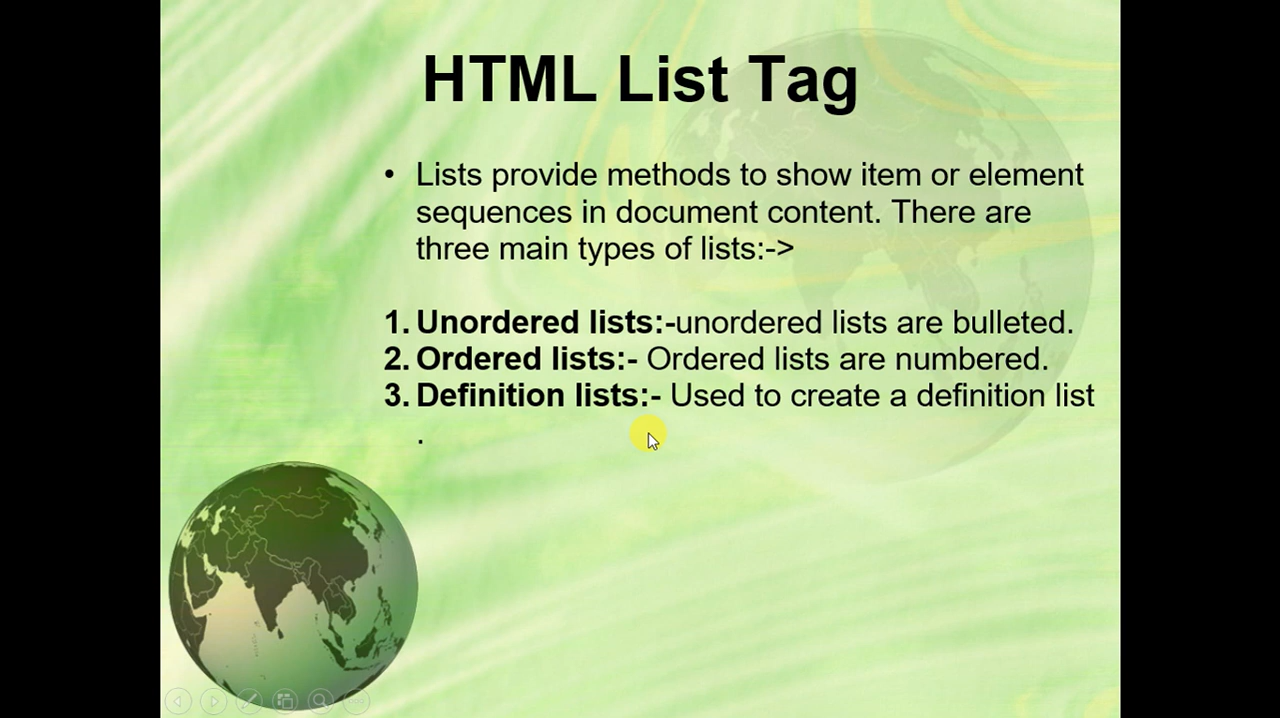 HTML List Tag
• Lists provide methods to show item or element
sequences in document content. There are
three main types of lists:->
1. Unordered lists:-unordered lists are bulleted.
2. Ordered lists:- Ordered lists are numbered.
3. Definition lists:- Used to create a definition list
.